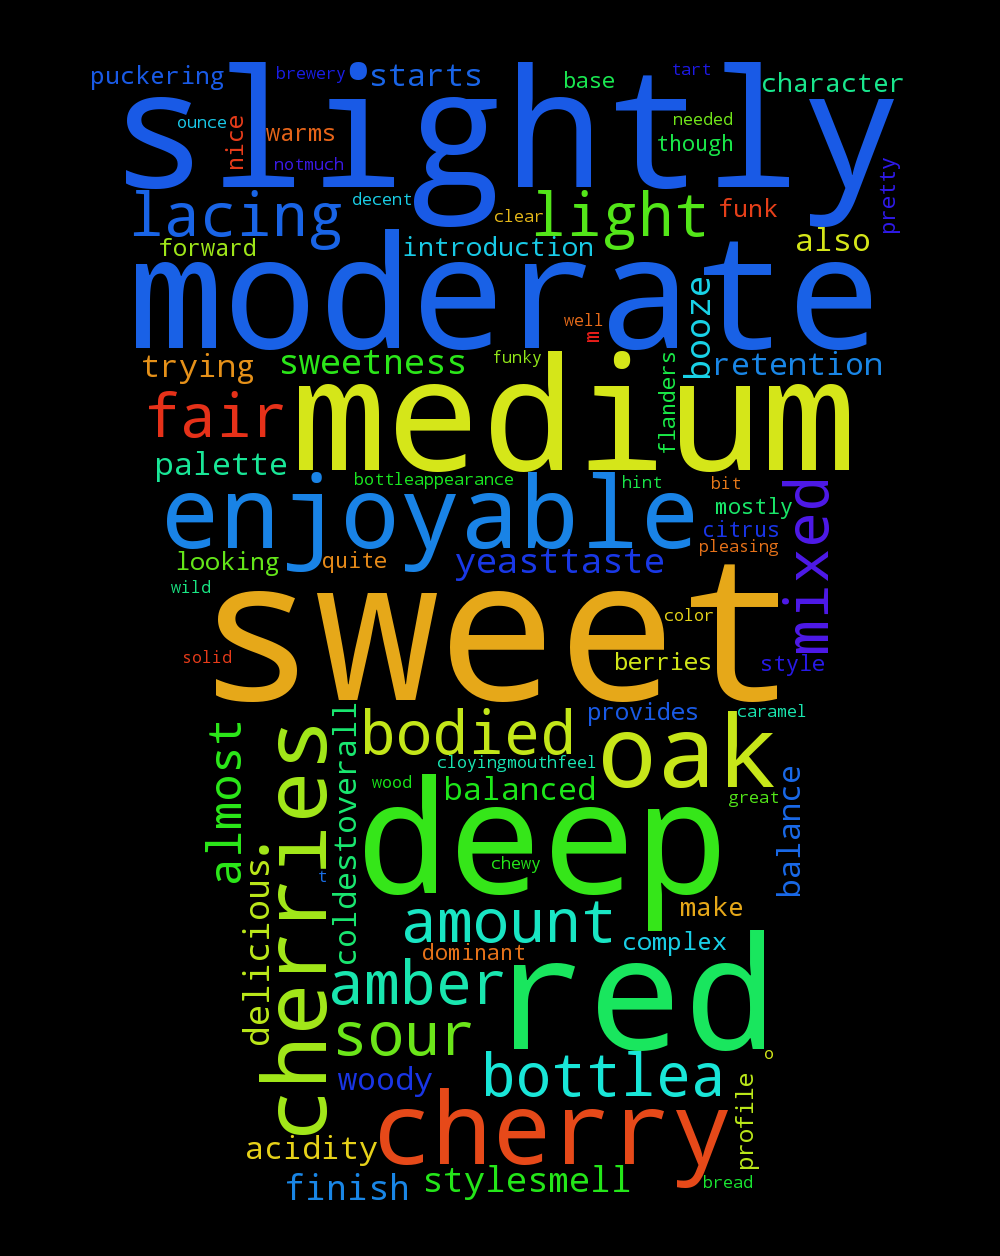 puckering
brewery
starts
base
tart
character
slightly
ounce
nice
warms
notmuch
needed
though
pretty
lacing
decent
clear
light
funk
also
forward
introduction
moderate
booze
well
m
trying
sweetness
funky
flanders
retention
medium
fair
palette
bottleappearance
hint
bit
mixed
enjoyable
mostly
citrus
pleasing
looking
quite
yeasttaste
wild
sweet
color
solid
berries
style
almost
cherries
coldestoverall
bodied
provides
caramel
oak
cloyingmouthfeel
wood
balanced
great
balance
deep
chewy
t
delicious
amount
make
complex
dominant
amber
red
sour
o
woody
bottlea
profile
cherry
acidity
finish
stylesmell
bread